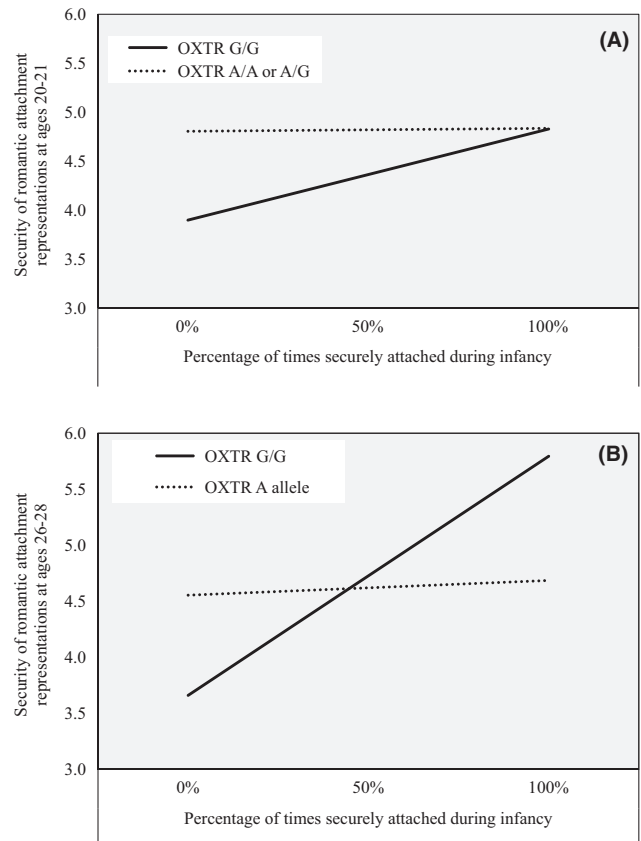 6.0
(A)
OXTR G/G
OXTR A/A or A/G
5.5
5.0
4.5
4.0
3.5
3.0
Security of romantic attachment
representations at ages 20-21
0%
50%
100%
Percentage of times securely attached during infancy
6.0
(B)
OXTR G/G
OXTR A allele
5.5
5.0
4.5
4.0
3.5
3.0
Security of romantic attachment
representations at ages 26-28
0%
50%
100%
Percentage of times securely attached during infancy